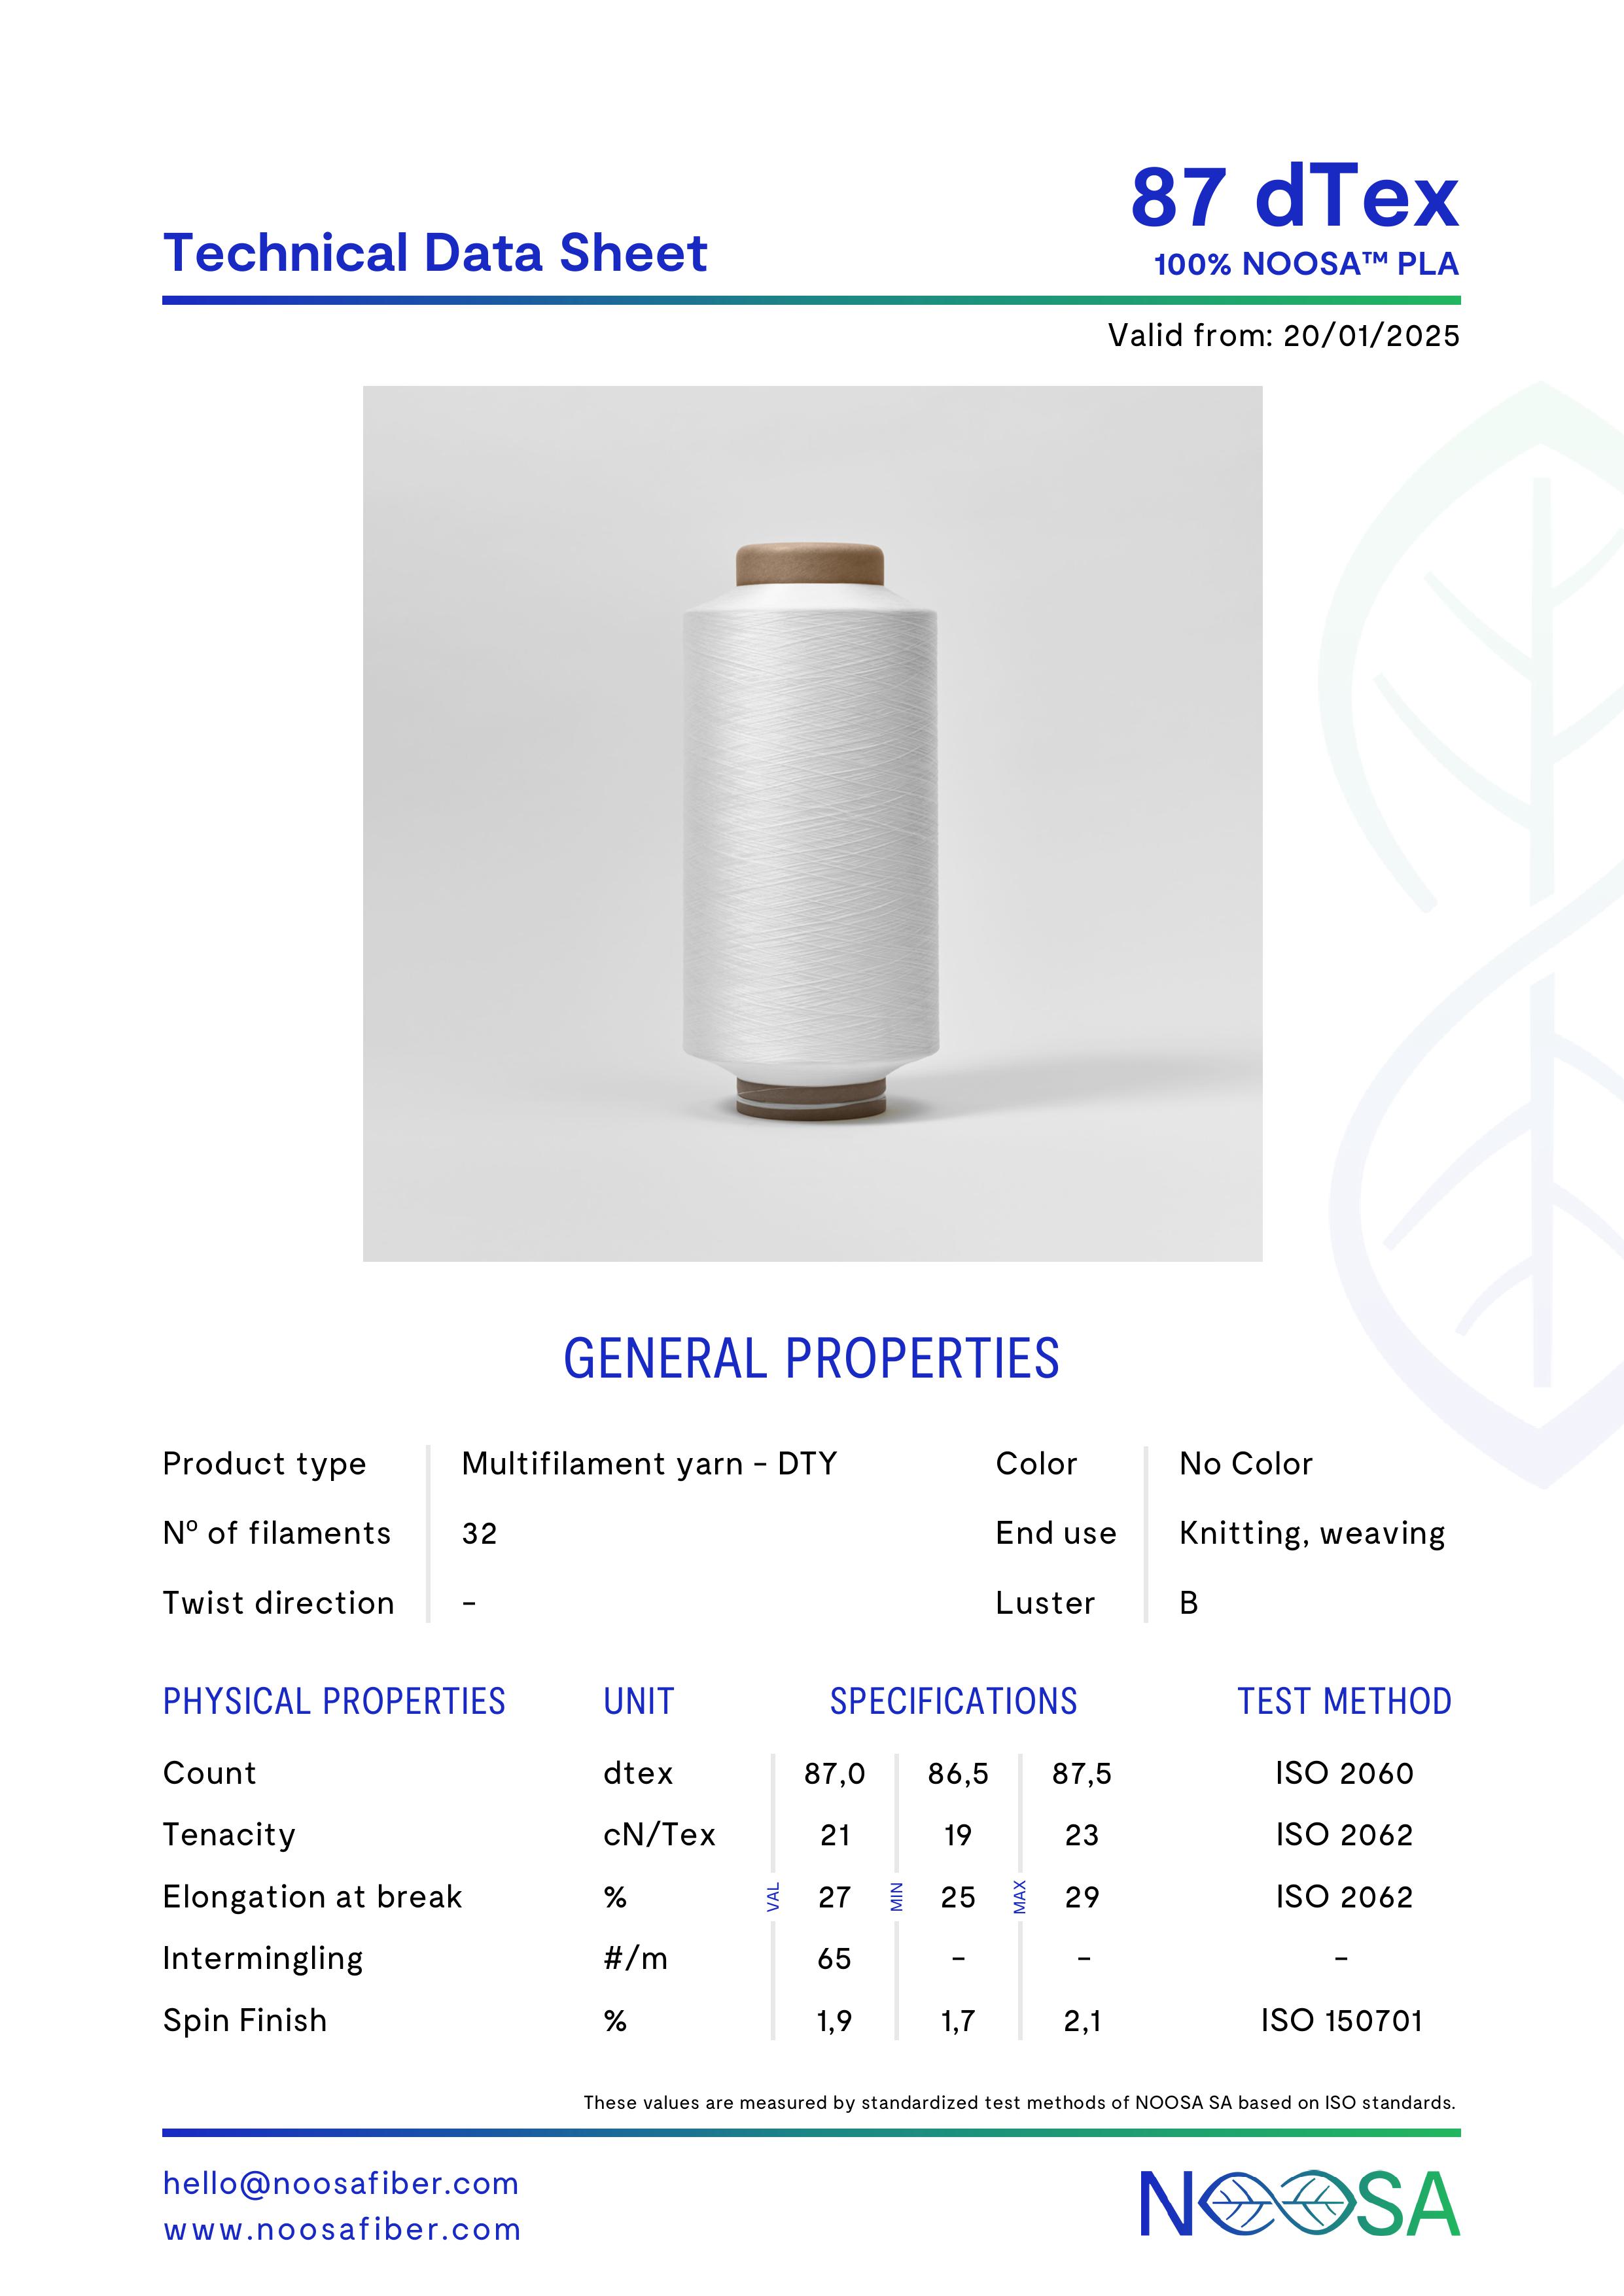 87 dTex
Technical Data Sheet
100% NOOSA™ PLA
Valid from: 20/01/2025
GENERAL PROPERTIES
Product type Multifilament yarn - DTY Color No Color
Nº of filaments 32 End use Knitting, weaving
Twist direction - Luster B
PHYSICAL PROPERTIES UNIT SPECIFICATIONS TEST METHOD
Count dtex 87,0 86,5 87,5 ISO 2060
Tenacity cN/Tex 21 19 23 ISO 2062
Elongation at break % VAL 27 MIN 25 MAX 29 ISO 2062
Intermingling #/m 65 - - -
Spin Finish % 1,9 1,7 2,1 ISO 150701
These values are measured by standardized test methods of NOOSA SA based on ISO standards.
hello@noosafiber.com
www.noosafiber.com
NOOSA